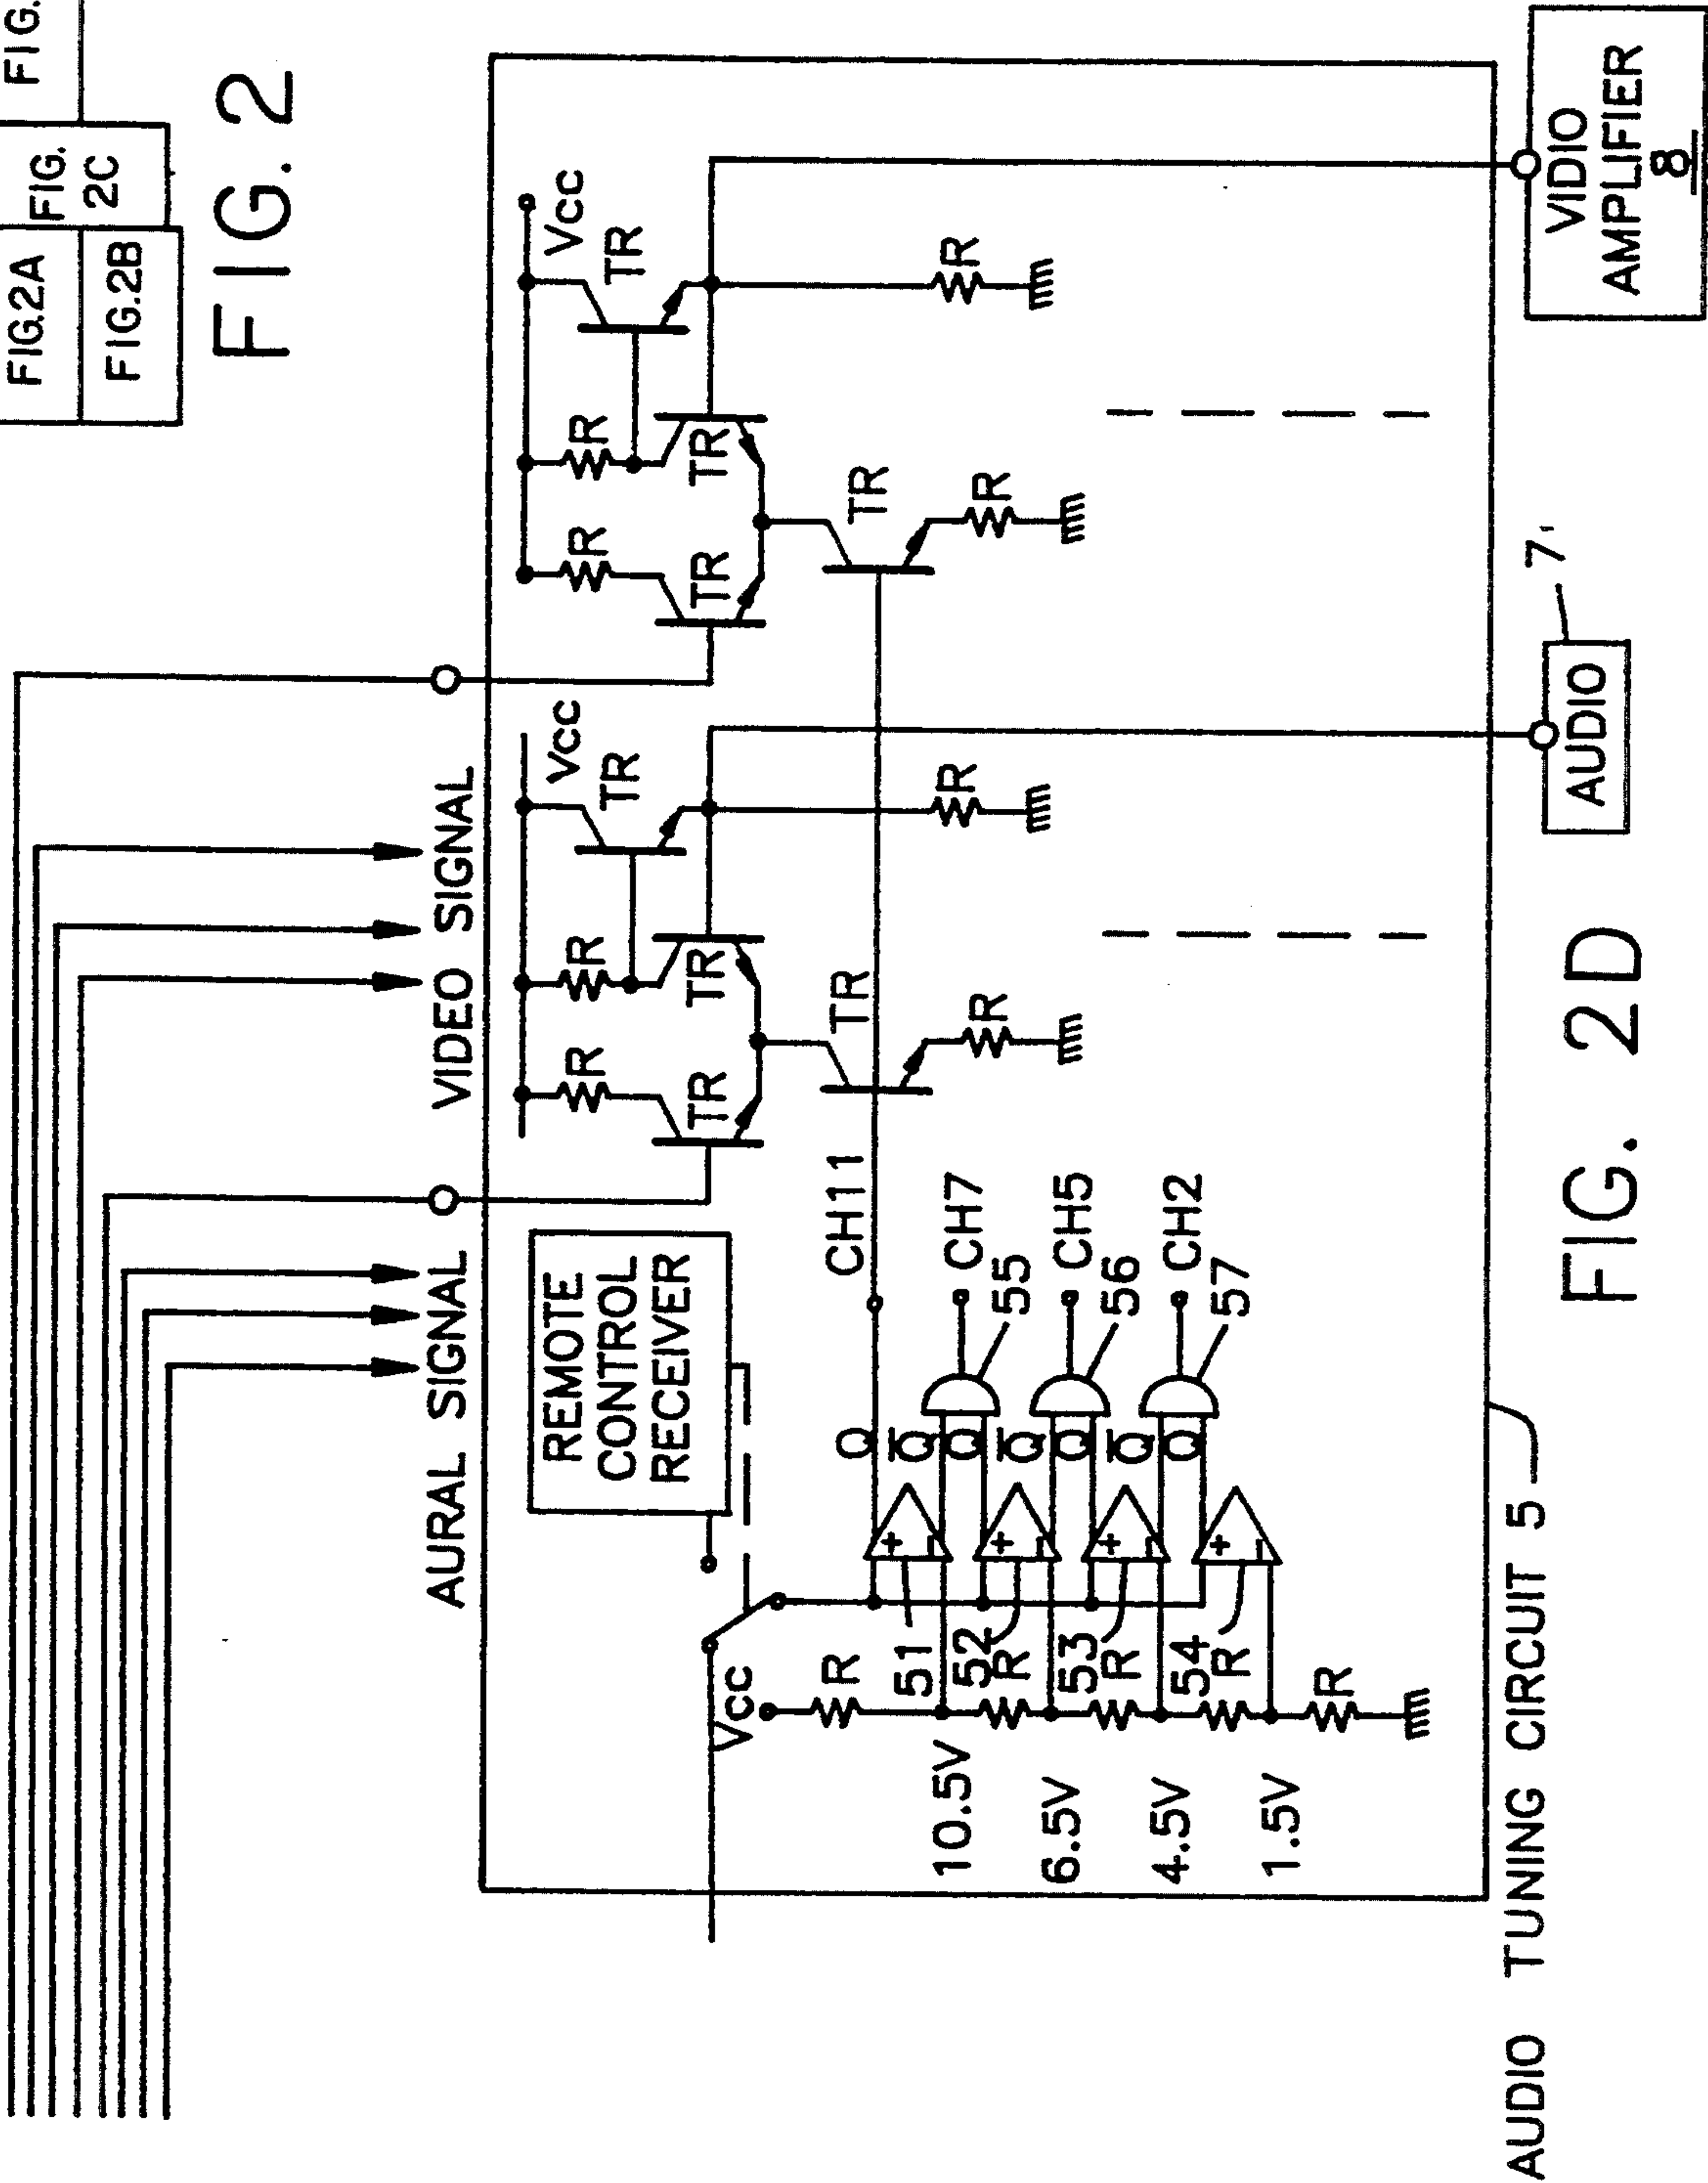 FIG.2A
FIG.
2C
FIG.
FIG.2B
FIG. 2
AURAL SIGNAL
VIDEO SIGNAL
REMOTE
CONTROL
RECEIVER
Vcc
R
R
R
R
R
10.5V
6.5V
4.5V
1.5V
51
52
53
54
+
−
+
−
+
−
+
−
Q
Q̅
Q
Q̅
Q
Q̅
Q
CH11
CH7
55
CH5
56
CH2
57
R
R
Vcc
TR
TR
TR
TR
R
R
R
R
Vcc
TR
TR
TR
TR
R
R
AUDIO TUNING CIRCUIT 5
AUDIO
7
VIDIO
AMPLIFIER
8
FIG. 2D